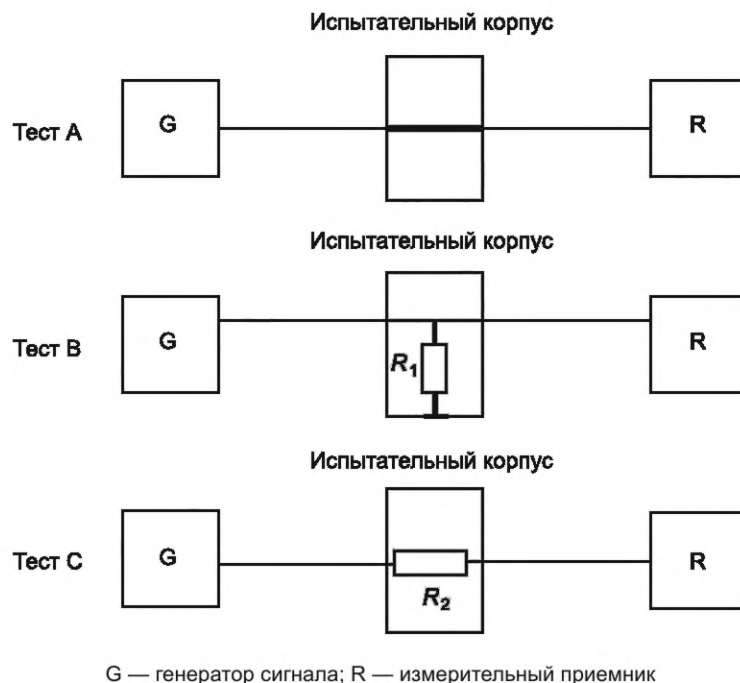 Испытательный корпус
Тест A G R
Испытательный корпус
Тест B G R₁ R
Испытательный корпус
Тест C G R₂ R
G — генератор сигнала; R — измерительный приемник